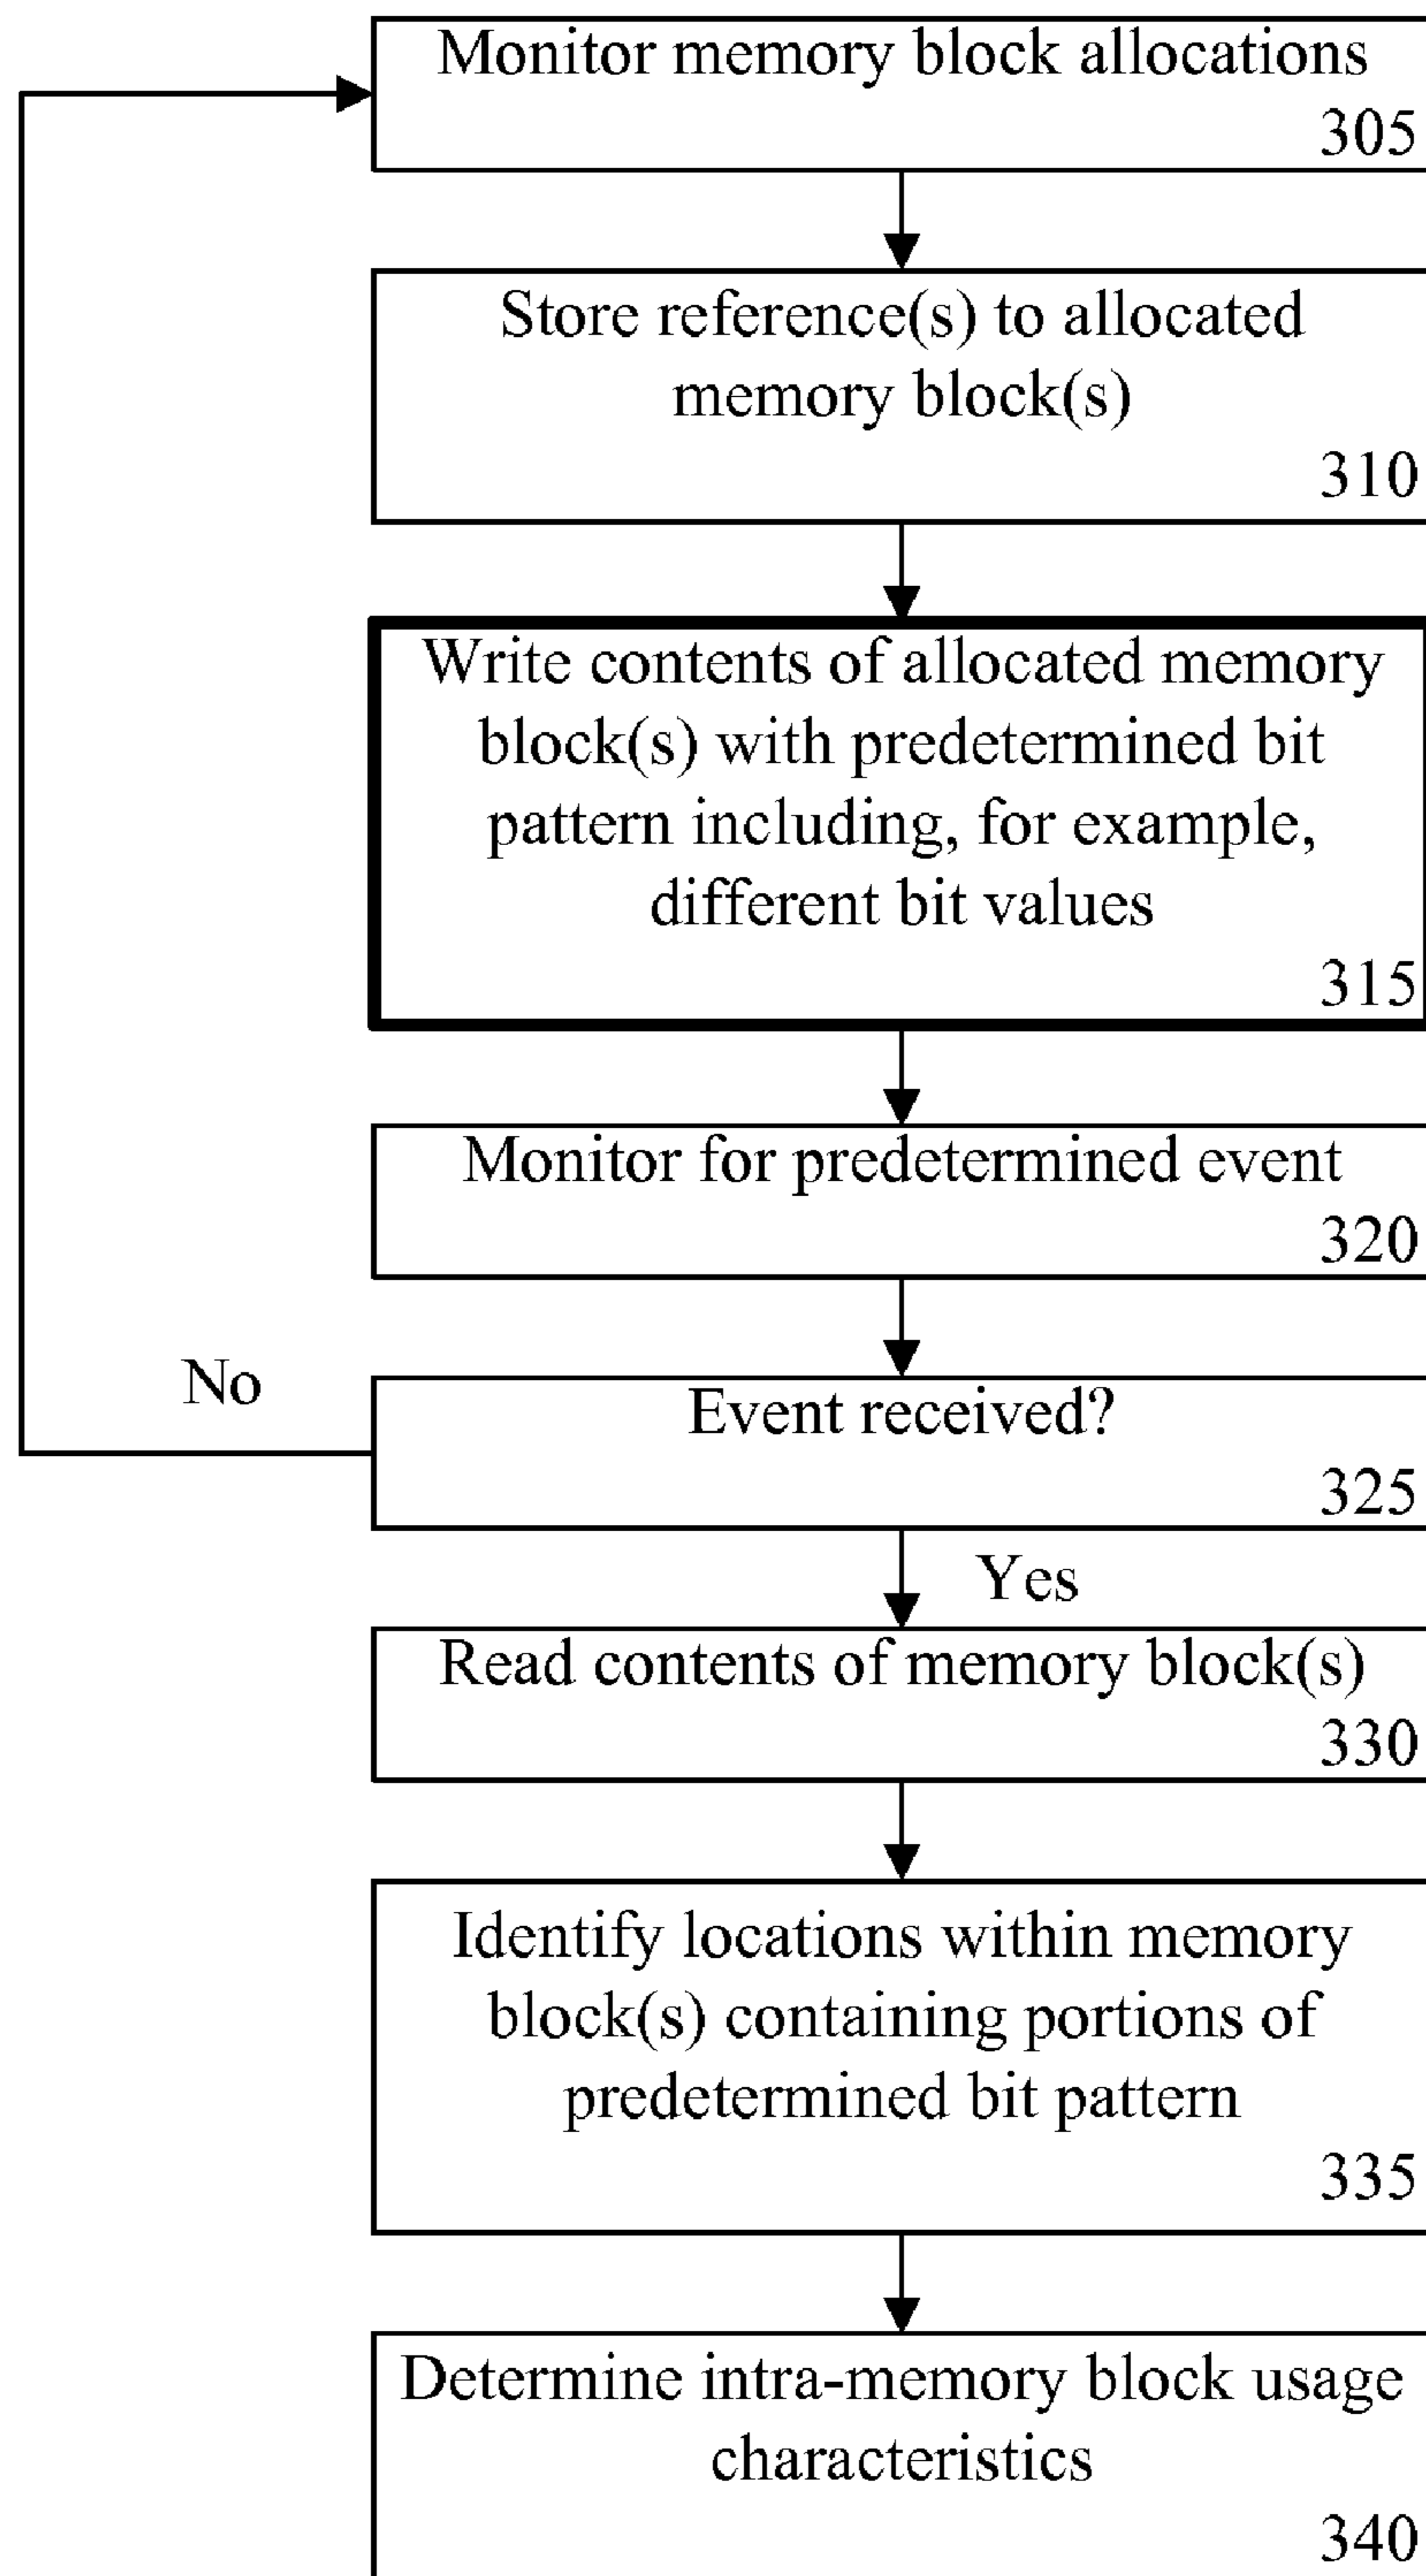 Monitor memory block allocations
305
Store reference(s) to allocated
memory block(s)
310
Write contents of allocated memory
block(s) with predetermined bit
pattern including, for example,
different bit values
315
Monitor for predetermined event
320
No
Event received?
325
Yes
Read contents of memory block(s)
330
Identify locations within memory
block(s) containing portions of
predetermined bit pattern
335
Determine intra-memory block usage
characteristics
340